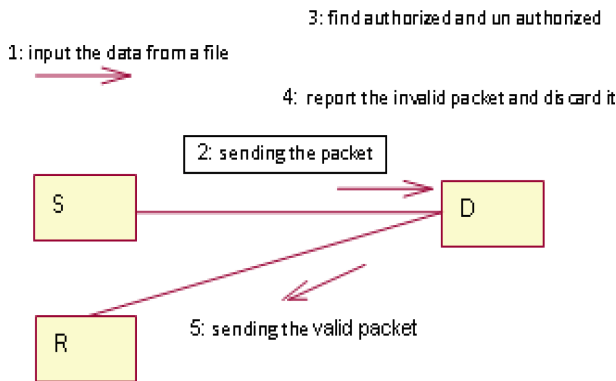 3: find authorized and un authorized
1: input the data from a file
4: report the invalid packet and discard it
2: sending the packet
S
D
5: sending the valid packet
R